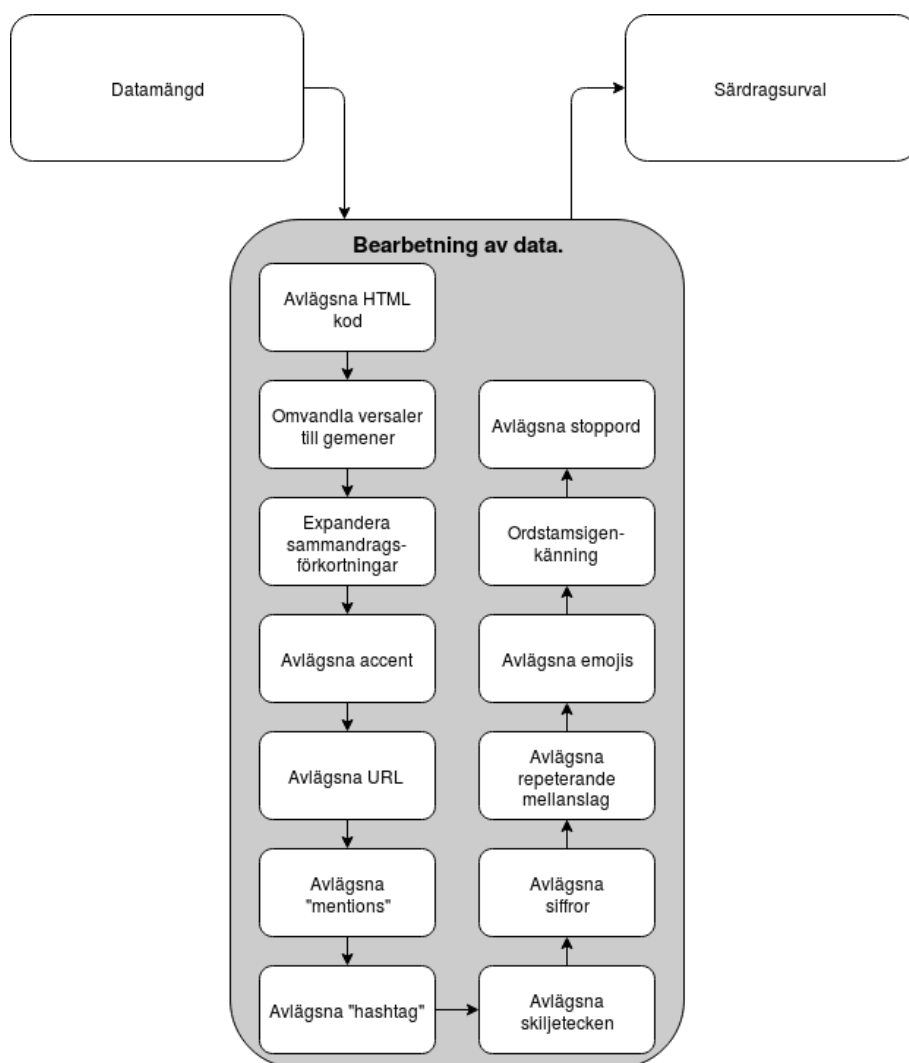 Datamängd
Särdragsurval
Bearbetning av data.
Avlägsna HTML
kod
Omvandla versaler
till gemener
Expandera
sammandrags-
förkortningar
Avlägsna accent
Avlägsna URL
Avlägsna
"mentions"
Avlägsna "hashtag"
Avlägsna
skiljetecken
Avlägsna
siffror
Avlägsna
repeterande
mellanslag
Avlägsna emojis
Ordstamsigen-
känning
Avlägsna stoppord